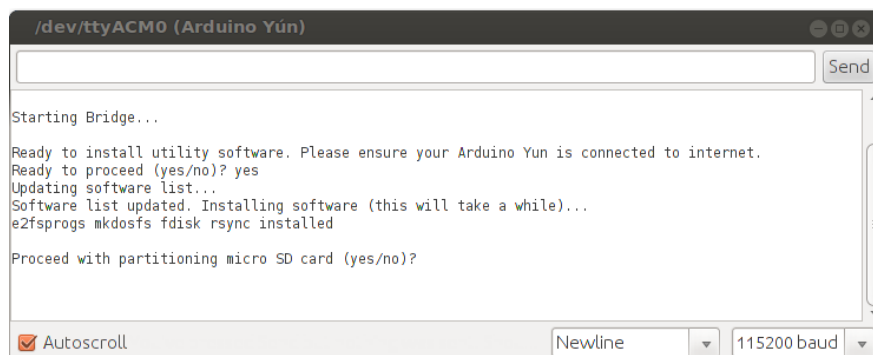 /dev/ttyACM0 (Arduino Yún)
Send
Starting Bridge...
Ready to install utility software. Please ensure your Arduino Yun is connected to internet.
Ready to proceed (yes/no)? yes
Updating software list...
Software list updated. Installing software (this will take a while)...
e2fsprogs mkdosfs fdisk rsync installed
Proceed with partitioning micro SD card (yes/no)?
Autoscroll
Newline
115200 baud